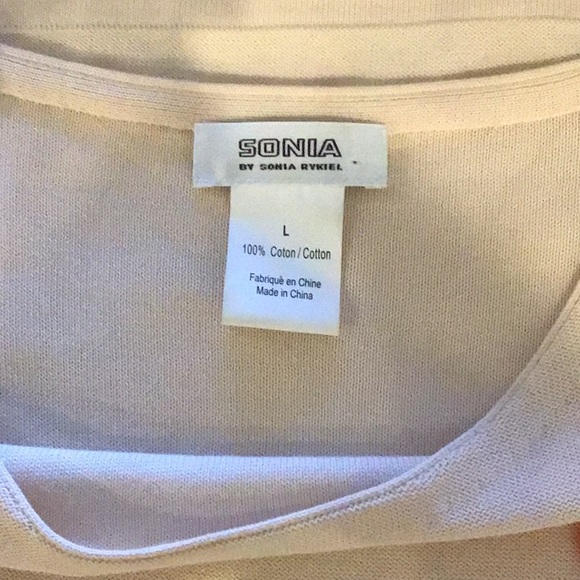 SONIA
BY SONIA RYKIEL
L
100% Coton / Cotton
Fabriquè en Chine
Made in China